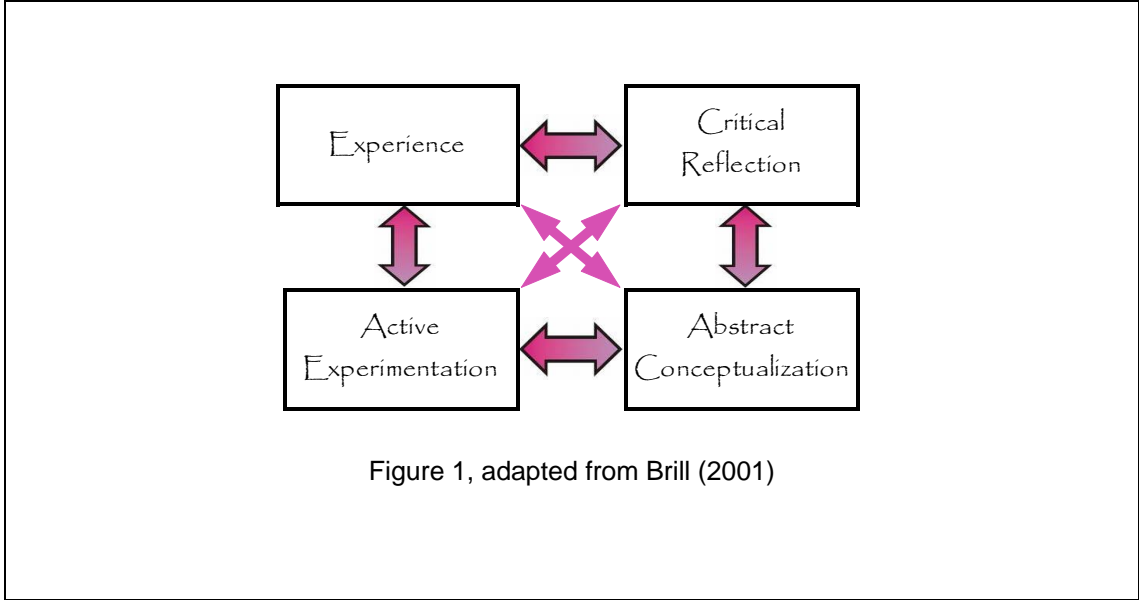 Experience
Critical
Reflection
Active
Experimentation
Abstract
Conceptualization
Figure 1, adapted from Brill (2001)